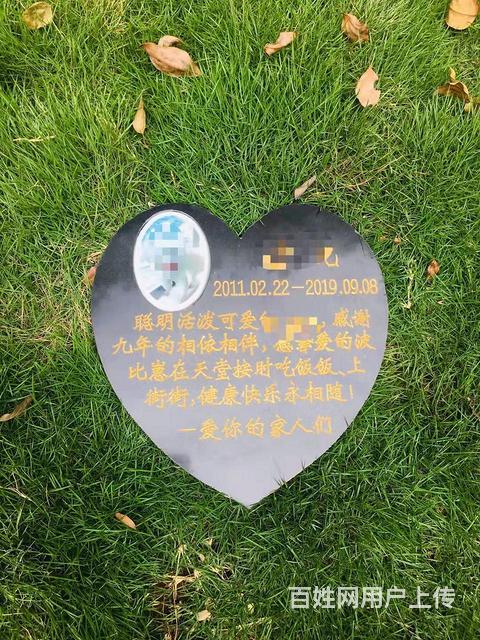 2011.02.22—2019.09.08
聪明活泼可爱 ,感谢
九年的相依相伴, 爱的波
比崽在天堂按时吃饭饭、上
街街,健康快乐永相随!
—爱你的家人们
百姓网用户上传